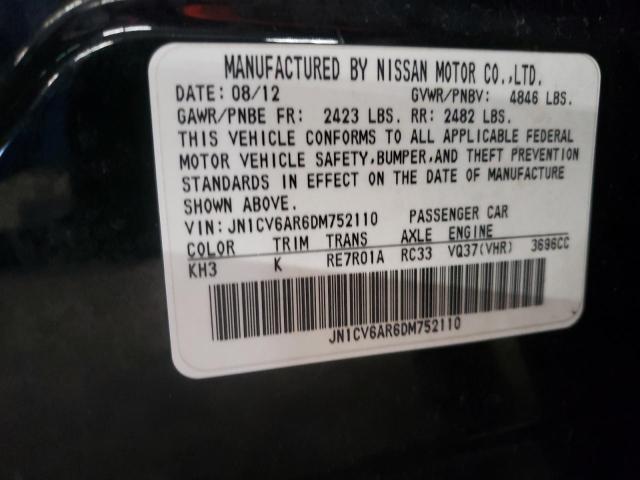 MANUFACTURED BY NISSAN MOTOR CO.,LTD.
DATE: 08/12 GVWR/PNBV: 4846 LBS.
GAWR/PNBE FR: 2423 LBS. RR: 2482 LBS.
THIS VEHICLE CONFORMS TO ALL APPLICABLE FEDERAL
MOTOR VEHICLE SAFETY,BUMPER,AND THEFT PREVENTION
STANDARDS IN EFFECT ON THE DATE OF MANUFACTURE
SHOWN ABOVE.
VIN: JN1CV6AR6DM752110 PASSENGER CAR
COLOR TRIM TRANS AXLE ENGINE
KH3 K RE7R01A RC33 VQ37(VHR) 3696CC
JN1CV6AR6DM752110